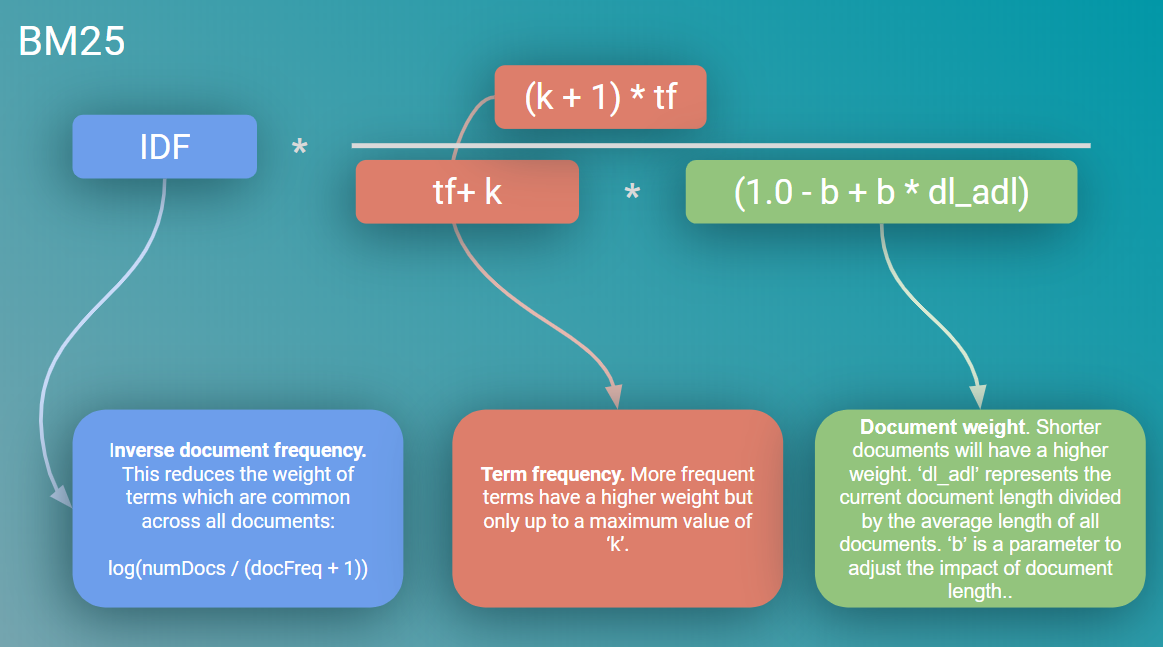 BM25
(k + 1) * tf
IDF
*
tf+ k
*
(1.0 - b + b * dl_adl)
Inverse document frequency.
This reduces the weight of
terms which are common
across all documents:
log(numDocs / (docFreq + 1))
Term frequency. More frequent
terms have a higher weight but
only up to a maximum value of
‘k’.
Document weight. Shorter
documents will have a higher
weight. ‘dl_adl’ represents the
current document length divided
by the average length of all
documents. ‘b’ is a parameter to
adjust the impact of document
length..